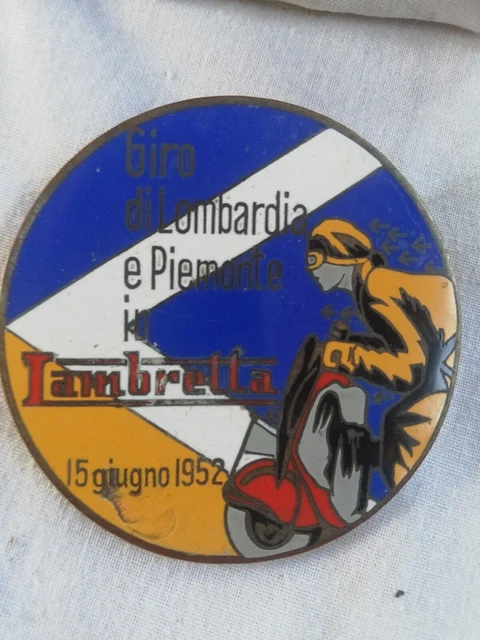 Giro
di Lombardia
e Piemonte
in
Lambretta
15 giugno 1952